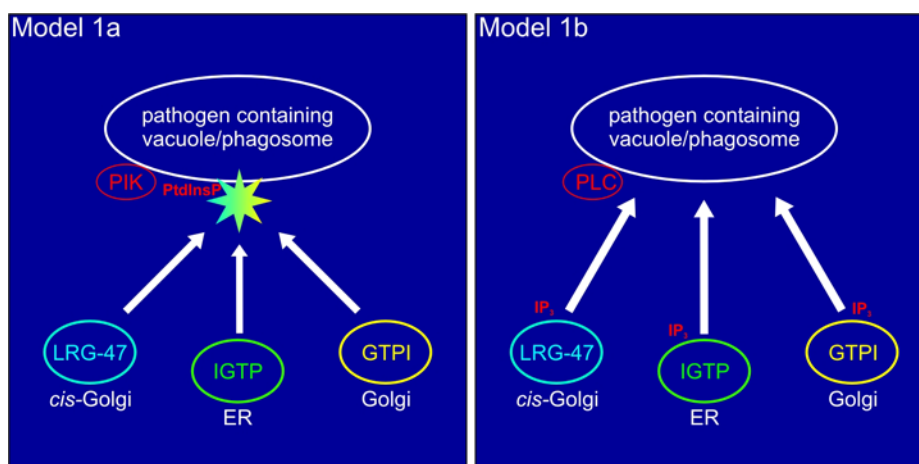 Model 1a
pathogen containing
vacuole/phagosome
PIK
PtdInsP
LRG-47
IGTP
GTPI
cis-Golgi
ER
Golgi
Model 1b
pathogen containing
vacuole/phagosome
PLC
IP₃
IP₃
IP₃
LRG-47
IGTP
GTPI
cis-Golgi
ER
Golgi